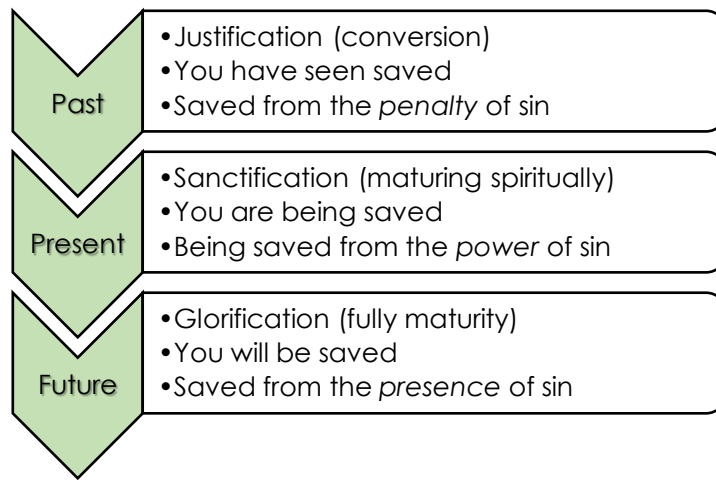 Past
•Justification (conversion)
•You have seen saved
•Saved from the penalty of sin
Present
•Sanctification (maturing spiritually)
•You are being saved
•Being saved from the power of sin
Future
•Glorification (fully maturity)
•You will be saved
•Saved from the presence of sin